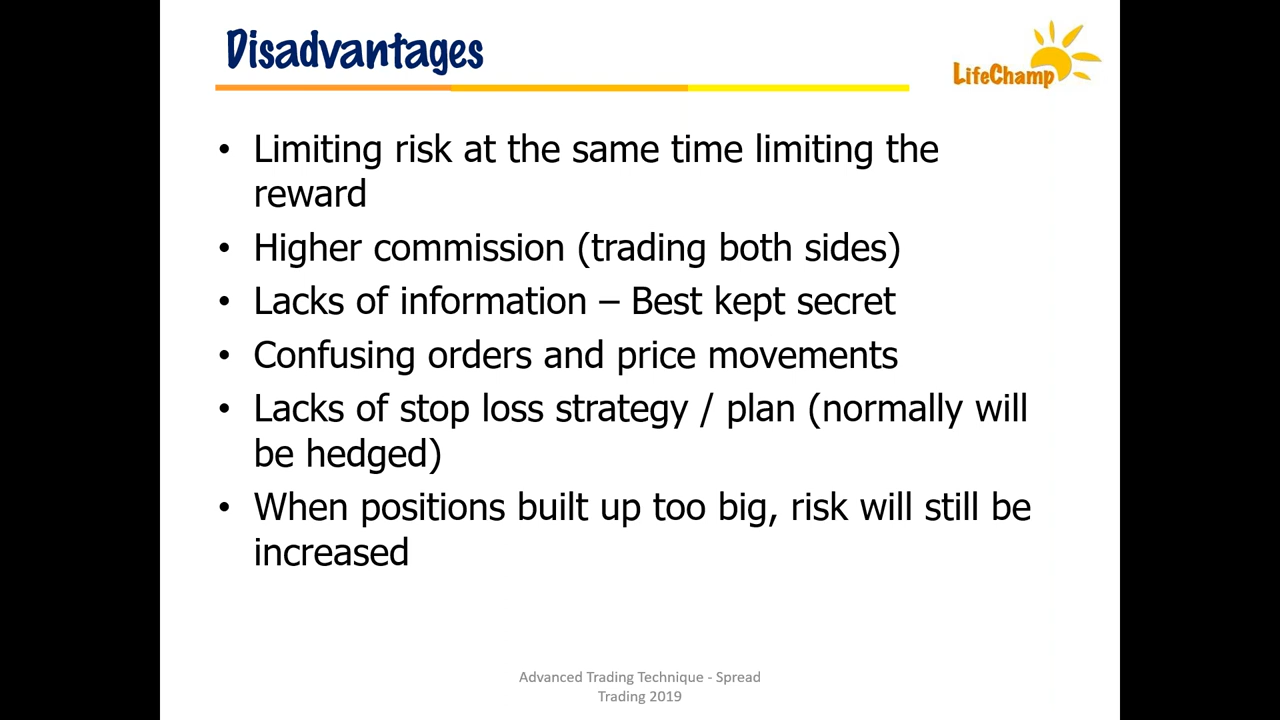 Disadvantages
LifeChamp
• Limiting risk at the same time limiting the
reward
• Higher commission (trading both sides)
• Lacks of information – Best kept secret
• Confusing orders and price movements
• Lacks of stop loss strategy / plan (normally will
be hedged)
• When positions built up too big, risk will still be
increased
Advanced Trading Technique - Spread
Trading 2019